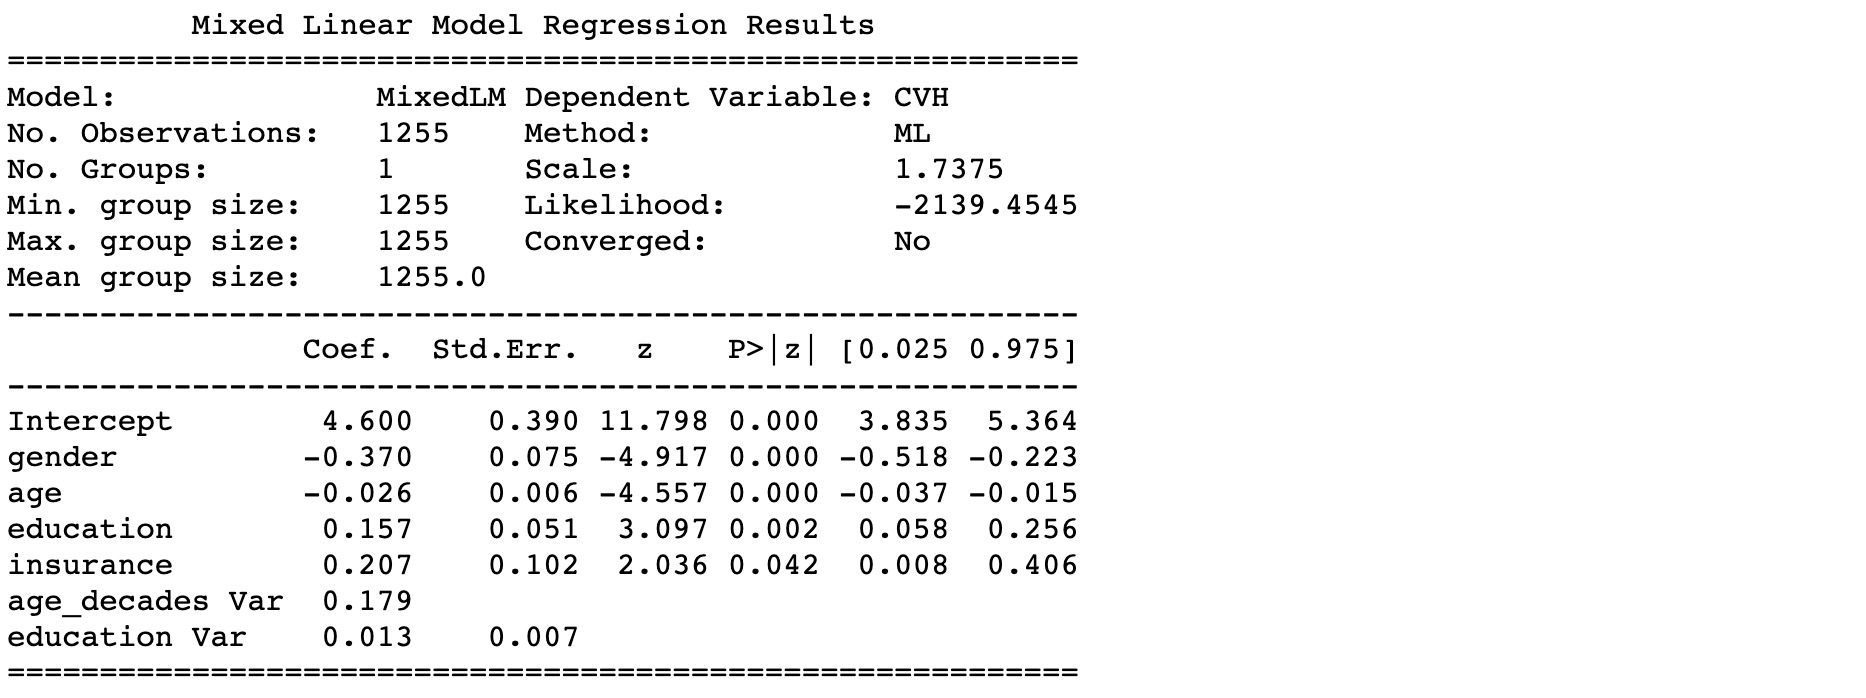 Mixed Linear Model Regression Results
==========================================================
Model:              MixedLM Dependent Variable: CVH
No. Observations:   1255    Method:             ML
No. Groups:         1       Scale:              1.7375
Min. group size:    1255    Likelihood:         -2139.4545
Max. group size:    1255    Converged:          No
Mean group size:    1255.0
----------------------------------------------------------
                Coef.  Std.Err.   z    P>|z| [0.025 0.975]
----------------------------------------------------------
Intercept        4.600    0.390 11.798 0.000  3.835  5.364
gender          -0.370    0.075 -4.917 0.000 -0.518 -0.223
age             -0.026    0.006 -4.557 0.000 -0.037 -0.015
education        0.157    0.051  3.097 0.002  0.058  0.256
insurance        0.207    0.102  2.036 0.042  0.008  0.406
age_decades Var  0.179
education Var    0.013    0.007
==========================================================